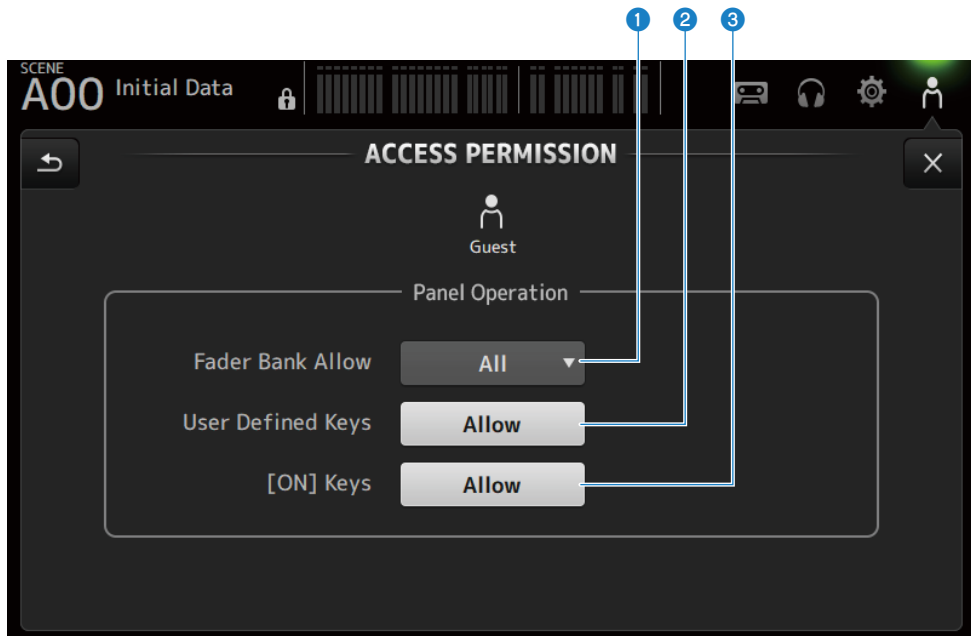 1 2 3
SCENE
A00 Initial Data
ACCESS PERMISSION
Guest
Panel Operation
Fader Bank Allow All
User Defined Keys Allow
[ON] Keys Allow